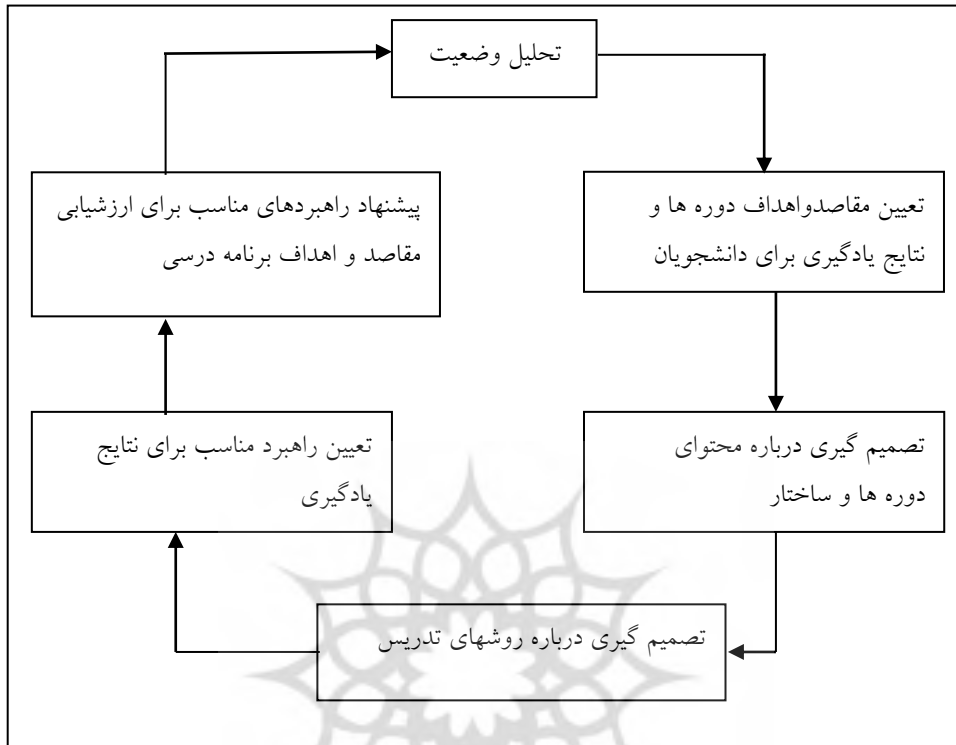 تحلیل وضعیت
تعیین مقاصدواهداف دوره ها و
نتایج یادگیری برای دانشجویان
تصمیم گیری درباره محتوای
دوره ها و ساختار
تصمیم گیری درباره روشهای تدریس
تعیین راهبرد مناسب برای نتایج
یادگیری
پیشنهاد راهبردهای مناسب برای ارزشیابی
مقاصد و اهداف برنامه درسی